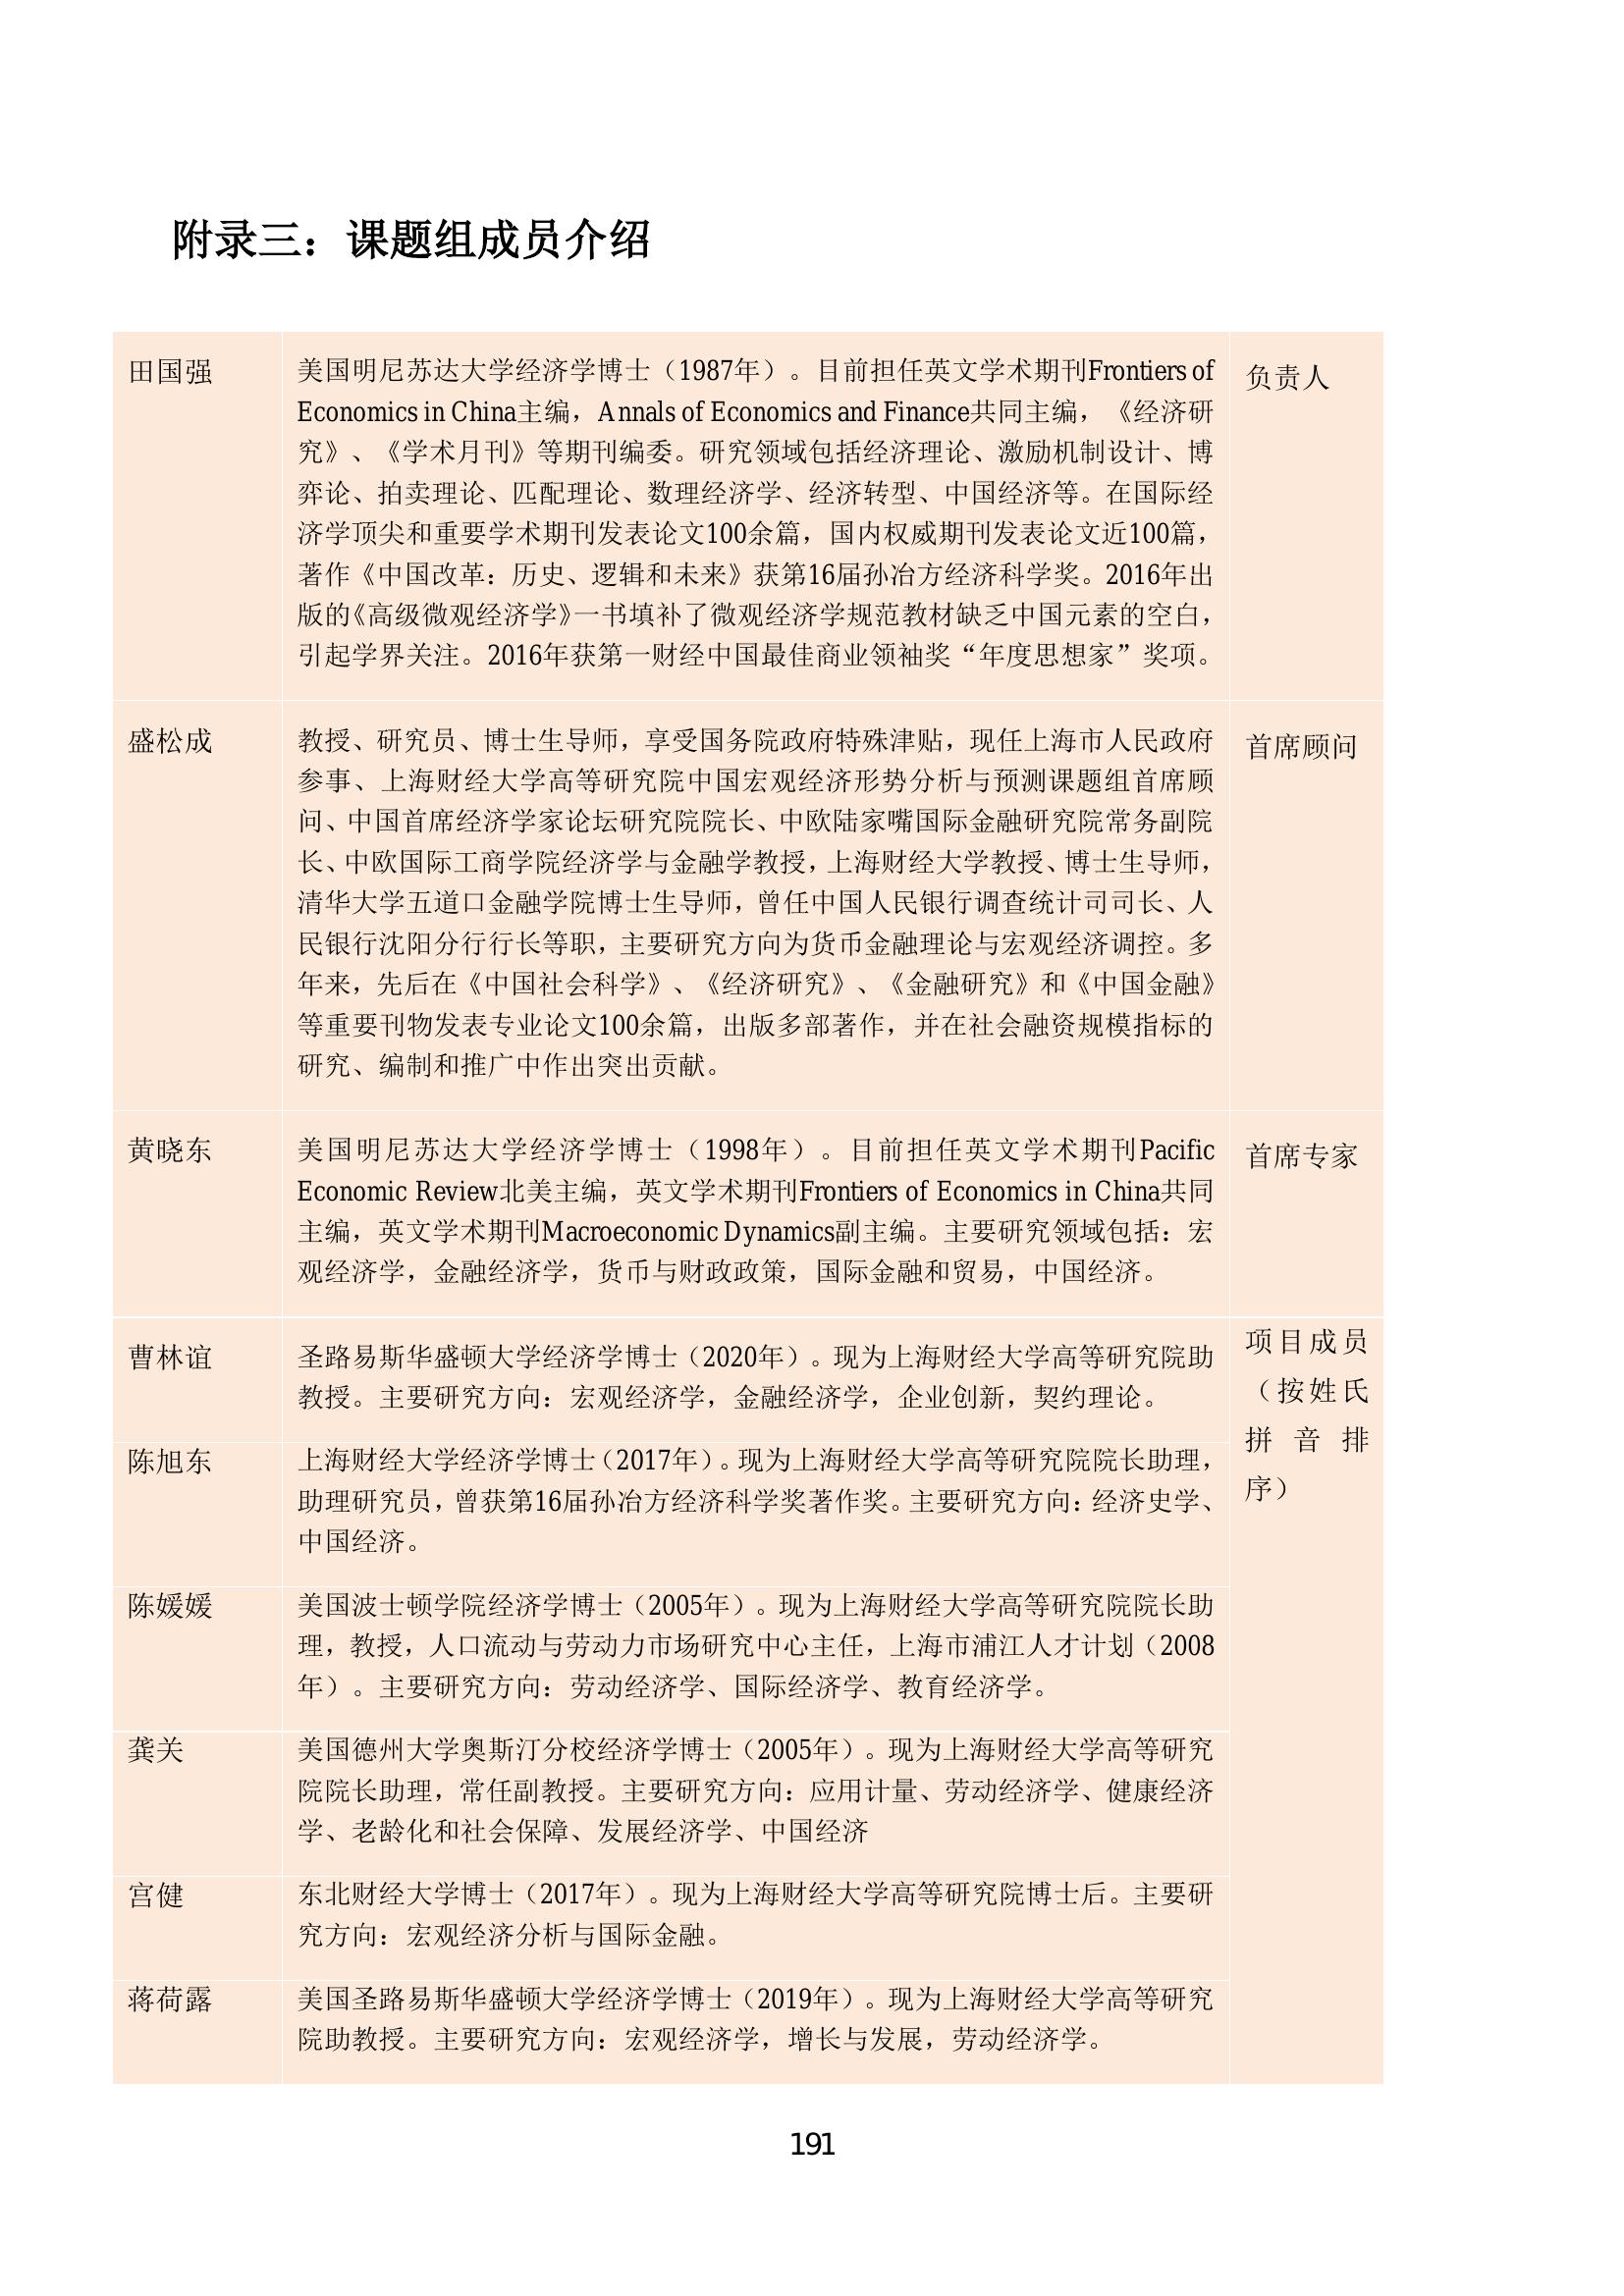 附录三：课题组成员介绍
田国强
美国明尼苏达大学经济学博士（1987年）。目前担任英文学术期刊Frontiers of
Economics in China主编，Annals of Economics and Finance共同主编，《经济研
究》、《学术月刊》等期刊编委。研究领域包括经济理论、激励机制设计、博
弈论、拍卖理论、匹配理论、数理经济学、经济转型、中国经济等。在国际经
济学顶尖和重要学术期刊发表论文100余篇，国内权威期刊发表论文近100篇，
著作《中国改革：历史、逻辑和未来》获第16届孙冶方经济科学奖。2016年出
版的《高级微观经济学》一书填补了微观经济学规范教材缺乏中国元素的空白，
引起学界关注。2016年获第一财经中国最佳商业领袖奖“年度思想家”奖项。
负责人
盛松成
教授、研究员、博士生导师，享受国务院政府特殊津贴，现任上海市人民政府
参事、上海财经大学高等研究院中国宏观经济形势分析与预测课题组首席顾
问、中国首席经济学家论坛研究院院长、中欧陆家嘴国际金融研究院常务副院
长、中欧国际工商学院经济学与金融学教授，上海财经大学教授、博士生导师，
清华大学五道口金融学院博士生导师，曾任中国人民银行调查统计司司长、人
民银行沈阳分行行长等职，主要研究方向为货币金融理论与宏观经济调控。多
年来，先后在《中国社会科学》、《经济研究》、《金融研究》和《中国金融》
等重要刊物发表专业论文100余篇，出版多部著作，并在社会融资规模指标的
研究、编制和推广中作出突出贡献。
首席顾问
黄晓东
美国明尼苏达大学经济学博士（1998年）。目前担任英文学术期刊Pacific
Economic Review北美主编，英文学术期刊Frontiers of Economics in China共同
主编，英文学术期刊Macroeconomic Dynamics副主编。主要研究领域包括：宏
观经济学，金融经济学，货币与财政政策，国际金融和贸易，中国经济。
首席专家
曹林谊
圣路易斯华盛顿大学经济学博士（2020年）。现为上海财经大学高等研究院助
教授。主要研究方向：宏观经济学，金融经济学，企业创新，契约理论。
项目成员
（按姓氏
拼音排
序）
陈旭东
上海财经大学经济学博士（2017年）。现为上海财经大学高等研究院院长助理，
助理研究员，曾获第16届孙冶方经济科学奖著作奖。主要研究方向：经济史学、
中国经济。
陈媛媛
美国波士顿学院经济学博士（2005年）。现为上海财经大学高等研究院院长助
理，教授，人口流动与劳动力市场研究中心主任，上海市浦江人才计划（2008
年）。主要研究方向：劳动经济学、国际经济学、教育经济学。
龚关
美国德州大学奥斯汀分校经济学博士（2005年）。现为上海财经大学高等研究
院院长助理，常任副教授。主要研究方向：应用计量、劳动经济学、健康经济
学、老龄化和社会保障、发展经济学、中国经济
宫健
东北财经大学博士（2017年）。现为上海财经大学高等研究院博士后。主要研
究方向：宏观经济分析与国际金融。
蒋荷露
美国圣路易斯华盛顿大学经济学博士（2019年）。现为上海财经大学高等研究
院助教授。主要研究方向：宏观经济学，增长与发展，劳动经济学。
191